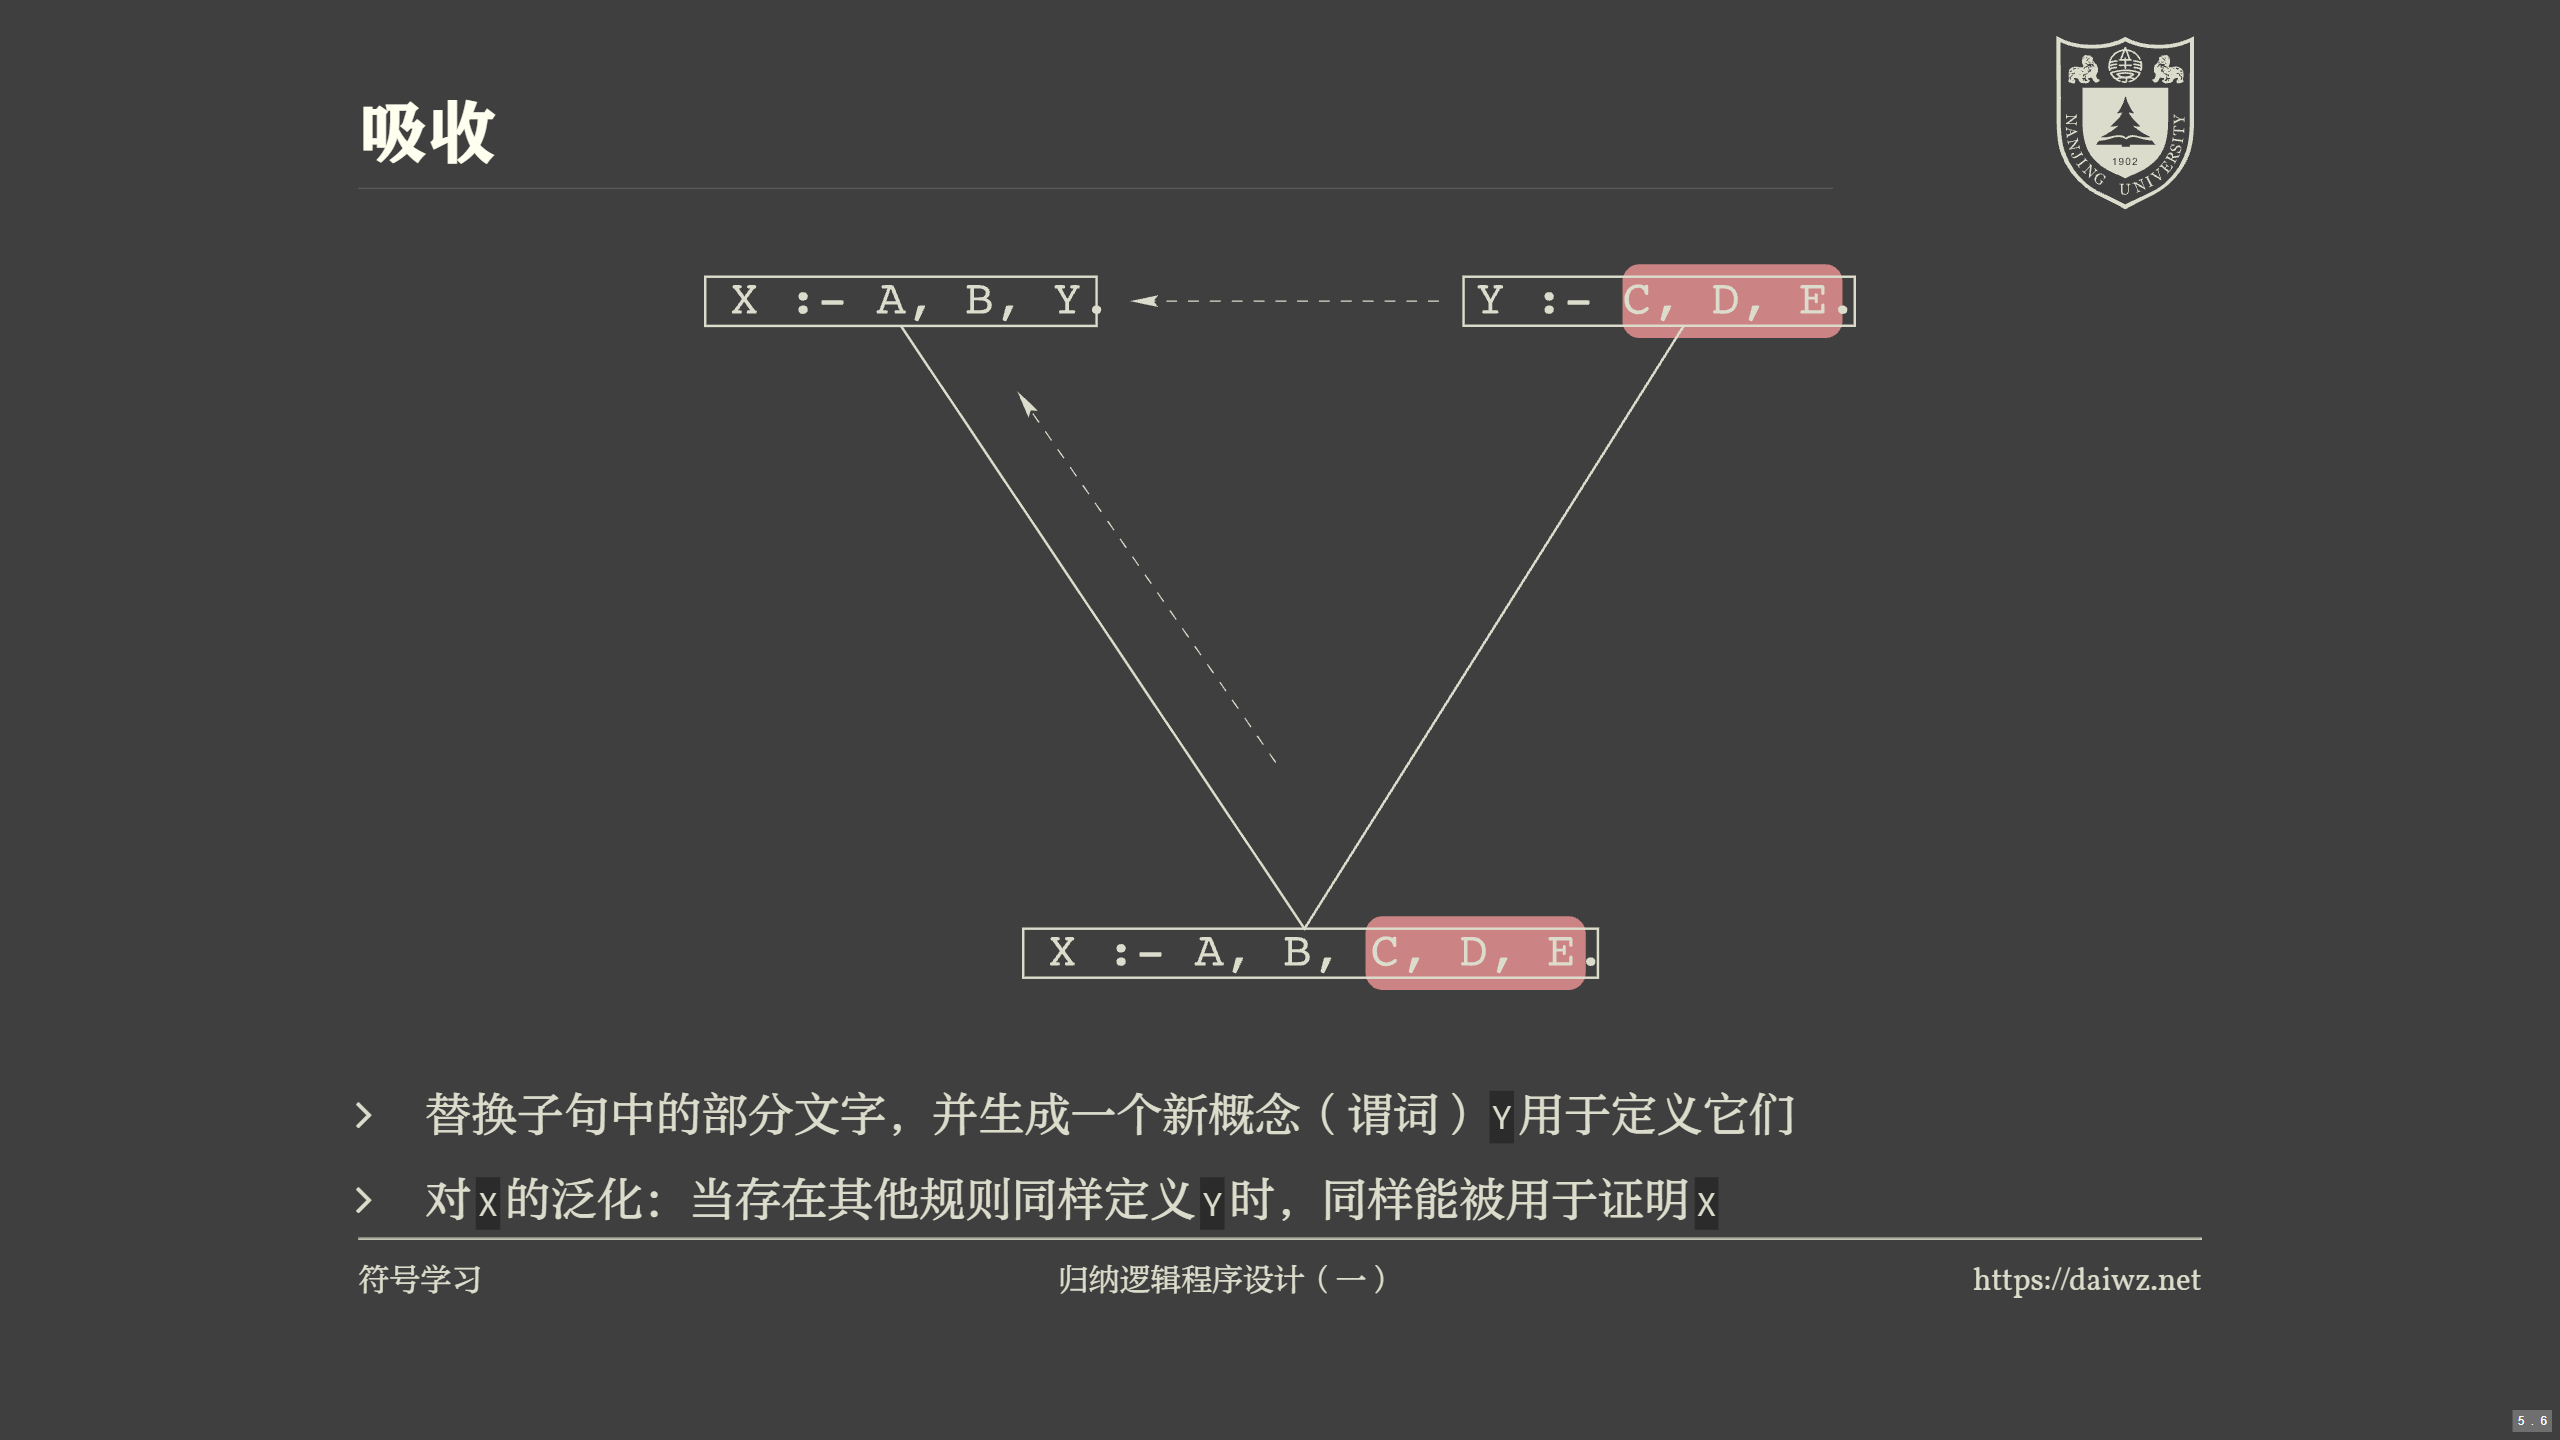 吸收
NANJING UNIVERSITY
1902
X :- A, B, Y.
Y :- C, D, E.
X :- A, B, C, D, E.
替换子句中的部分文字，并生成一个新概念（谓词）Y用于定义它们
对X的泛化：当存在其他规则同样定义Y时，同样能被用于证明X
符号学习
归纳逻辑程序设计（一）
https://daiwz.net
5.6